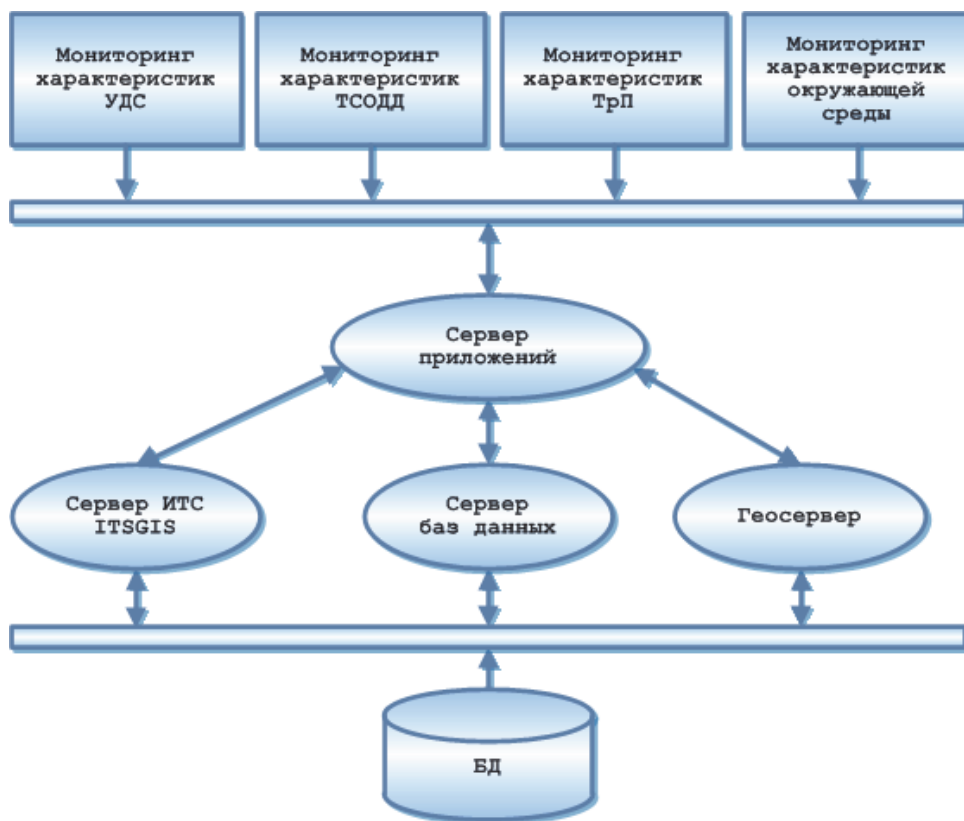 Мониторинг
характеристик
УДС
Мониторинг
характеристик
ТСОДД
Мониторинг
характеристик
ТрП
Мониторинг
характеристик
окружающей
среды
Сервер
приложений
Сервер ИТС
ITSGIS
Сервер
баз данных
Геосервер
БД